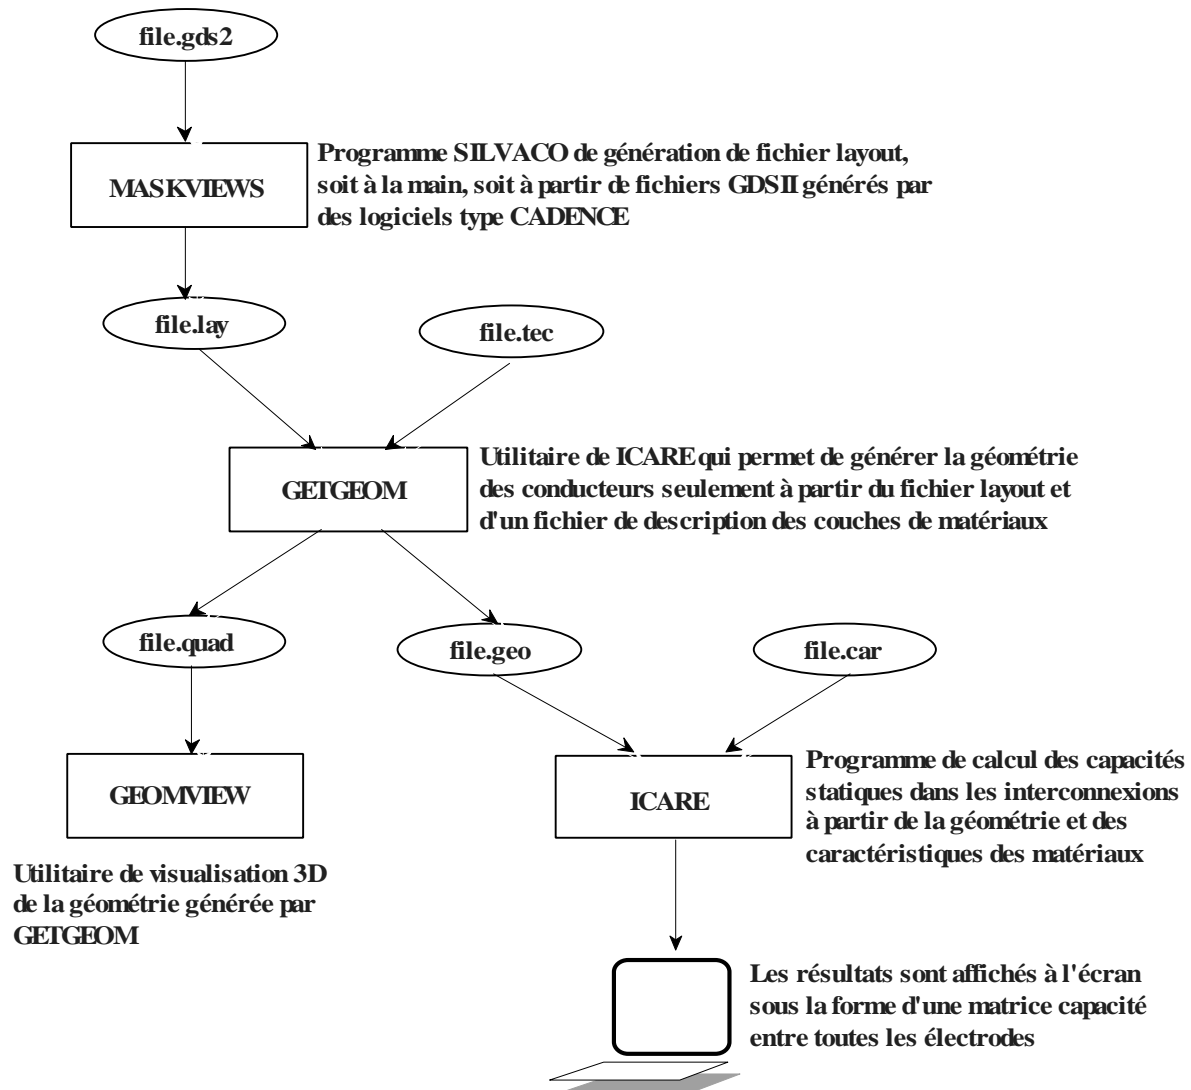 file.gds2
MASKVIEWS
Programme SILVACO de génération de fichier layout,
soit à la main, soit à partir de fichiers GDSII générés par
des logiciels type CADENCE
file.lay
file.tec
GETGEOM
Utilitaire de ICARE qui permet de générer la géométrie
des conducteurs seulement à partir du fichier layout et
d'un fichier de description des couches de matériaux
file.quad
file.geo
file.car
GEOMVIEW
Utilitaire de visualisation 3D
de la géométrie générée par
GETGEOM
ICARE
Programme de calcul des capacités
statiques dans les interconnexions
à partir de la géométrie et des
caractéristiques des matériaux
Les résultats sont affichés à l'écran
sous la forme d'une matrice capacité
entre toutes les électrodes